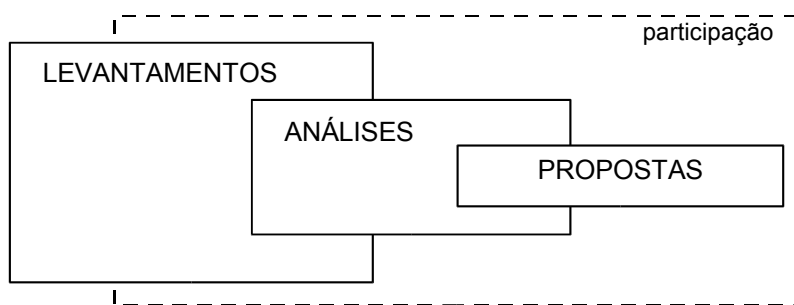 participação
LEVANTAMENTOS
ANÁLISES
PROPOSTAS